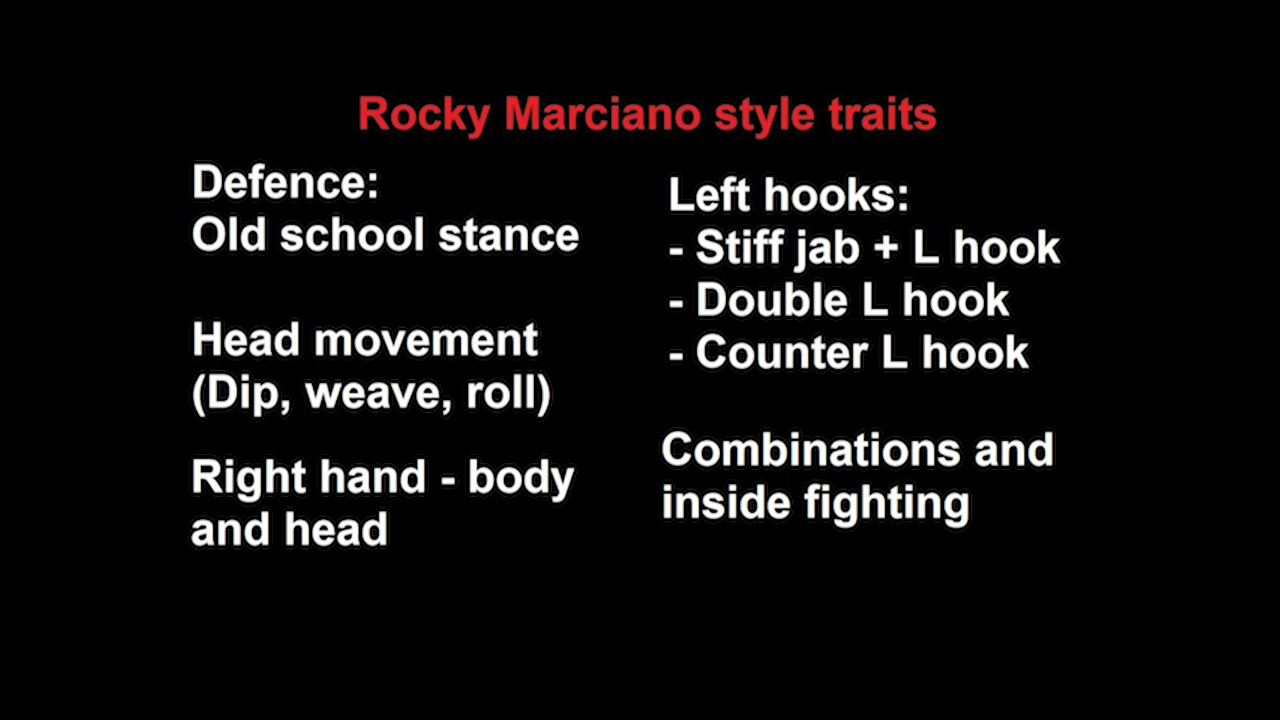 Rocky Marciano style traits
Defence:
Old school stance
Head movement
(Dip, weave, roll)
Right hand - body
and head
Left hooks:
- Stiff jab + L hook
- Double L hook
- Counter L hook
Combinations and
inside fighting